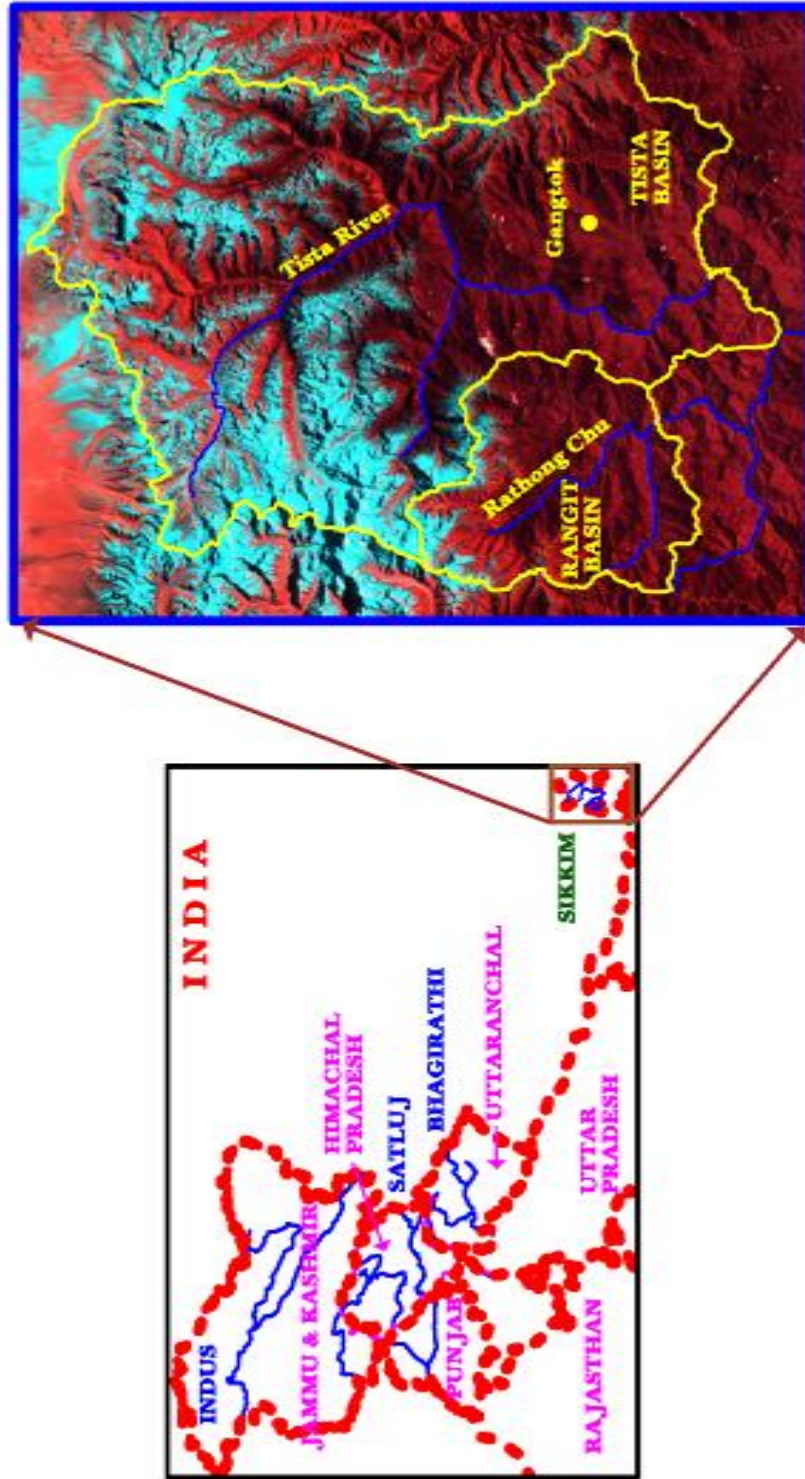 INDIA
INDUS
JAMMU & KASHMIR
HIMACHAL
PRADESH
SATLUJ
BHAGIRATHI
PUNJAB
UTTARANCHAL
RAJASTHAN
UTTAR
PRADESH
SIKKIM
Tista River
Rathong Chu
RANGIT
BASIN
Gangtok
TISTA
BASIN